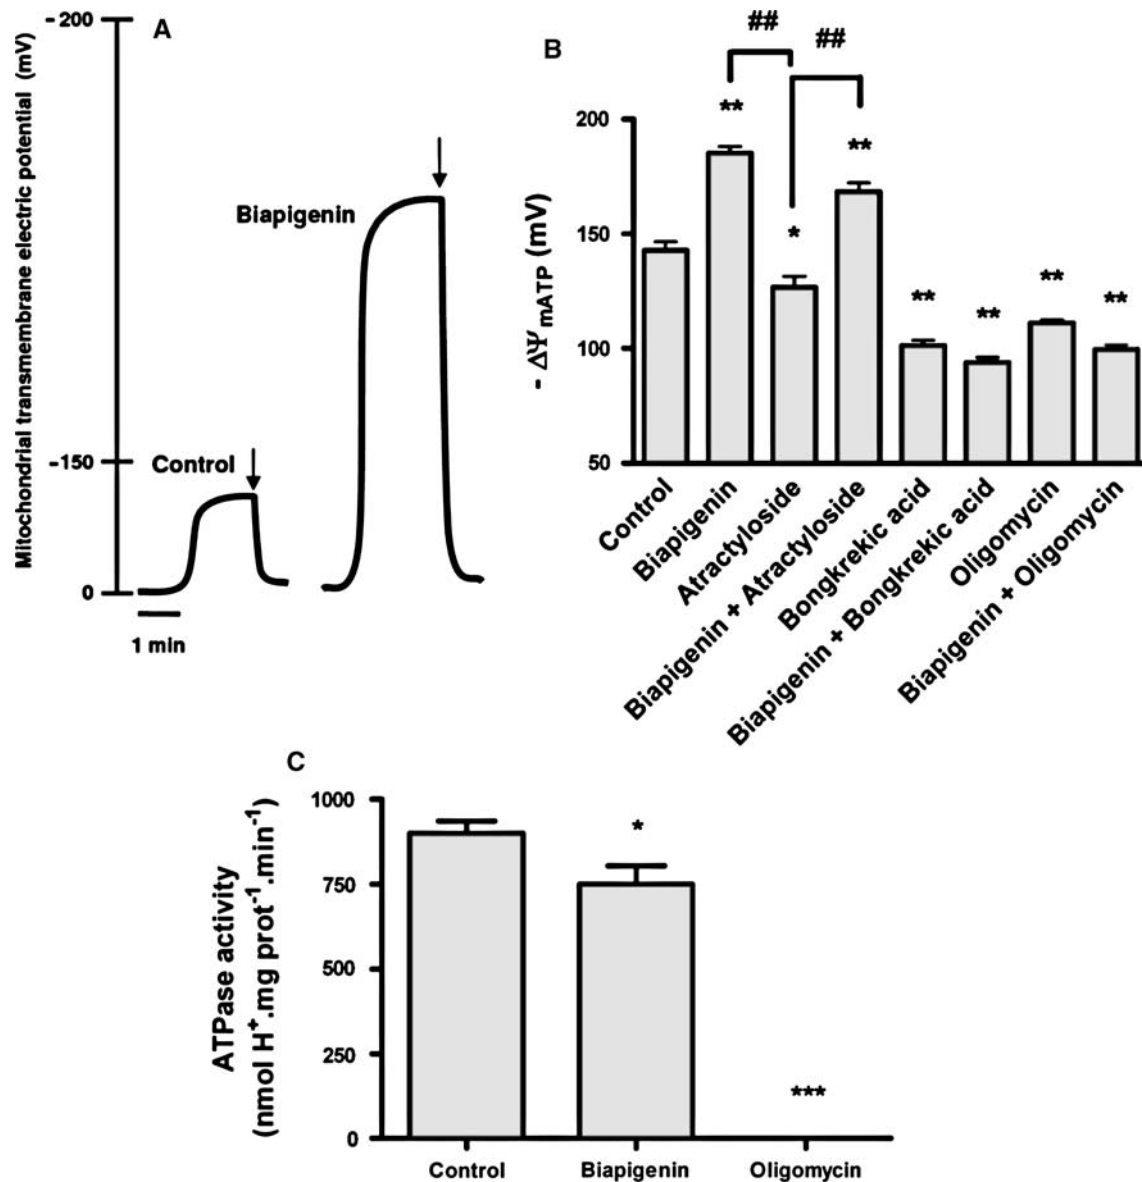 A
Mitochondrial transmembrane electric potential (mV)
- 200
-150
0
Biapigenin
Control
1 min
B
##
##
- ΔΨmATP (mV)
200
150
100
50
**
*
**
**
**
**
**
Control
Biapigenin
Atractyloside
Biapigenin + Atractyloside
Bongkrekic acid
Biapigenin + Bongkrekic acid
Oligomycin
Biapigenin + Oligomycin
C
ATPase activity
(nmol H⁺.mg prot⁻¹.min⁻¹)
1000
750
500
250
0
*
***
Control
Biapigenin
Oligomycin